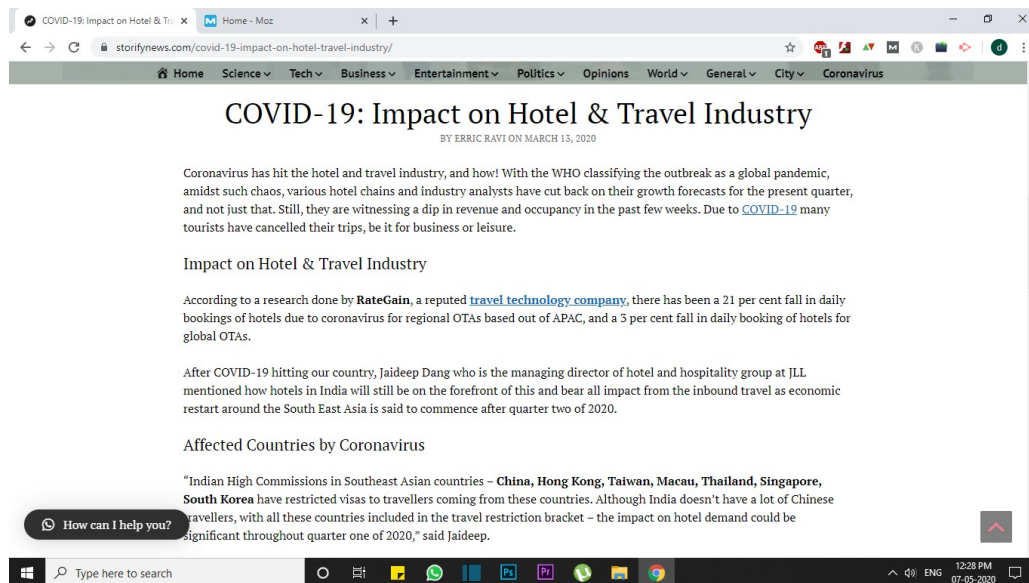 COVID-19: Impact on Hotel & Tra
Home - Moz
storifynews.com/covid-19-impact-on-hotel-travel-industry/
Home Science Tech Business Entertainment Politics Opinions World General City Coronavirus
COVID-19: Impact on Hotel & Travel Industry
BY ERRIC RAVI ON MARCH 13, 2020
Coronavirus has hit the hotel and travel industry, and how! With the WHO classifying the outbreak as a global pandemic,
amidst such chaos, various hotel chains and industry analysts have cut back on their growth forecasts for the present quarter,
and not just that. Still, they are witnessing a dip in revenue and occupancy in the past few weeks. Due to COVID-19 many
tourists have cancelled their trips, be it for business or leisure.
Impact on Hotel & Travel Industry
According to a research done by RateGain, a reputed travel technology company, there has been a 21 per cent fall in daily
bookings of hotels due to coronavirus for regional OTAs based out of APAC, and a 3 per cent fall in daily booking of hotels for
global OTAs.
After COVID-19 hitting our country, Jaideep Dang who is the managing director of hotel and hospitality group at JLL
mentioned how hotels in India will still be on the forefront of this and bear all impact from the inbound travel as economic
restart around the South East Asia is said to commence after quarter two of 2020.
Affected Countries by Coronavirus
“Indian High Commissions in Southeast Asian countries – China, Hong Kong, Taiwan, Macau, Thailand, Singapore,
South Korea have restricted visas to travellers coming from these countries. Although India doesn’t have a lot of Chinese
ravellers, with all these countries included in the travel restriction bracket – the impact on hotel demand could be
significant throughout quarter one of 2020,” said Jaideep.
How can I help you?
Type here to search
Ps
Pr
ENG
12:28 PM
07-05-2020